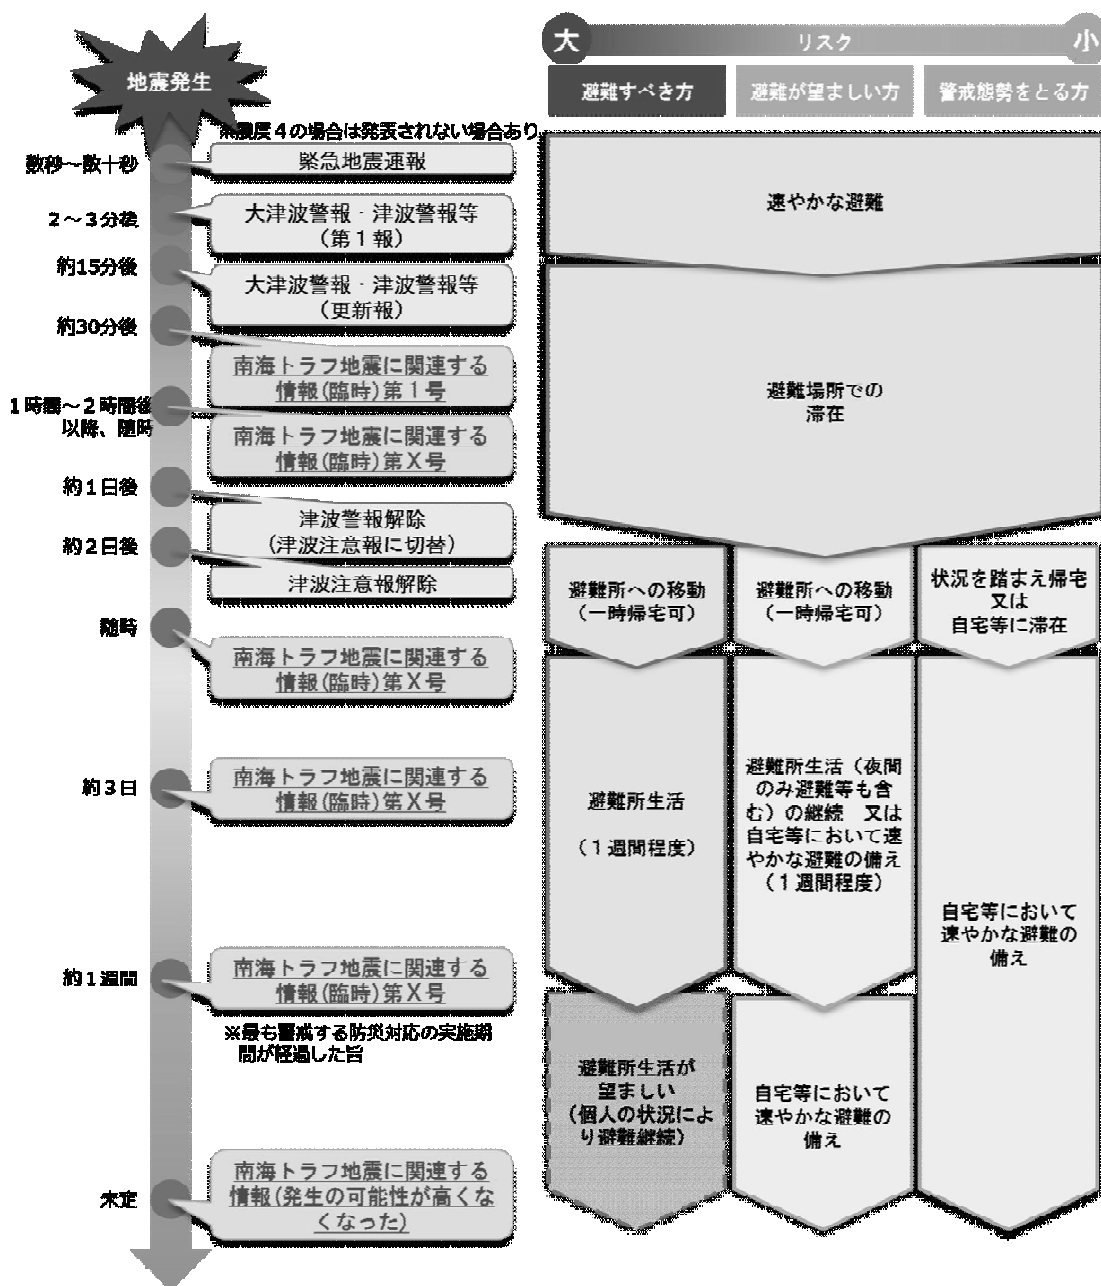 地震発生
※震度４の場合は発表されない場合あり
数秒～数十秒
緊急地震速報
２～３分後
大津波警報・津波警報等
（第１報）
約15分後
大津波警報・津波警報等
（更新報）
約30分後
南海トラフ地震に関連する
情報(臨時)第１号
１時間～２時間後
以降、随時
南海トラフ地震に関連する
情報(臨時)第Ｘ号
約１日後
津波警報解除
（津波注意報に切替）
約２日後
津波注意報解除
随時
南海トラフ地震に関連する
情報(臨時)第Ｘ号
約３日
南海トラフ地震に関連する
情報(臨時)第Ｘ号
約１週間
南海トラフ地震に関連する
情報(臨時)第Ｘ号
※最も警戒する防災対応の実施期
間が経過した旨
未定
南海トラフ地震に関連する
情報(発生の可能性が高くな
くなった)
大
リスク
小
避難すべき方
避難が望ましい方
警戒態勢をとる方
速やかな避難
避難場所での
滞在
避難所への移動
（一時帰宅可）
避難所への移動
（一時帰宅可）
状況を踏まえ帰宅
又は
自宅等に滞在
避難所生活
（１週間程度）
避難所生活（夜間
のみ避難等も含
む）の継続　又は
自宅等において速
やかな避難の備え
（１週間程度）
自宅等において
速やかな避難の
備え
避難所生活が
望ましい
（個人の状況によ
り避難継続）
自宅等において
速やかな避難の
備え